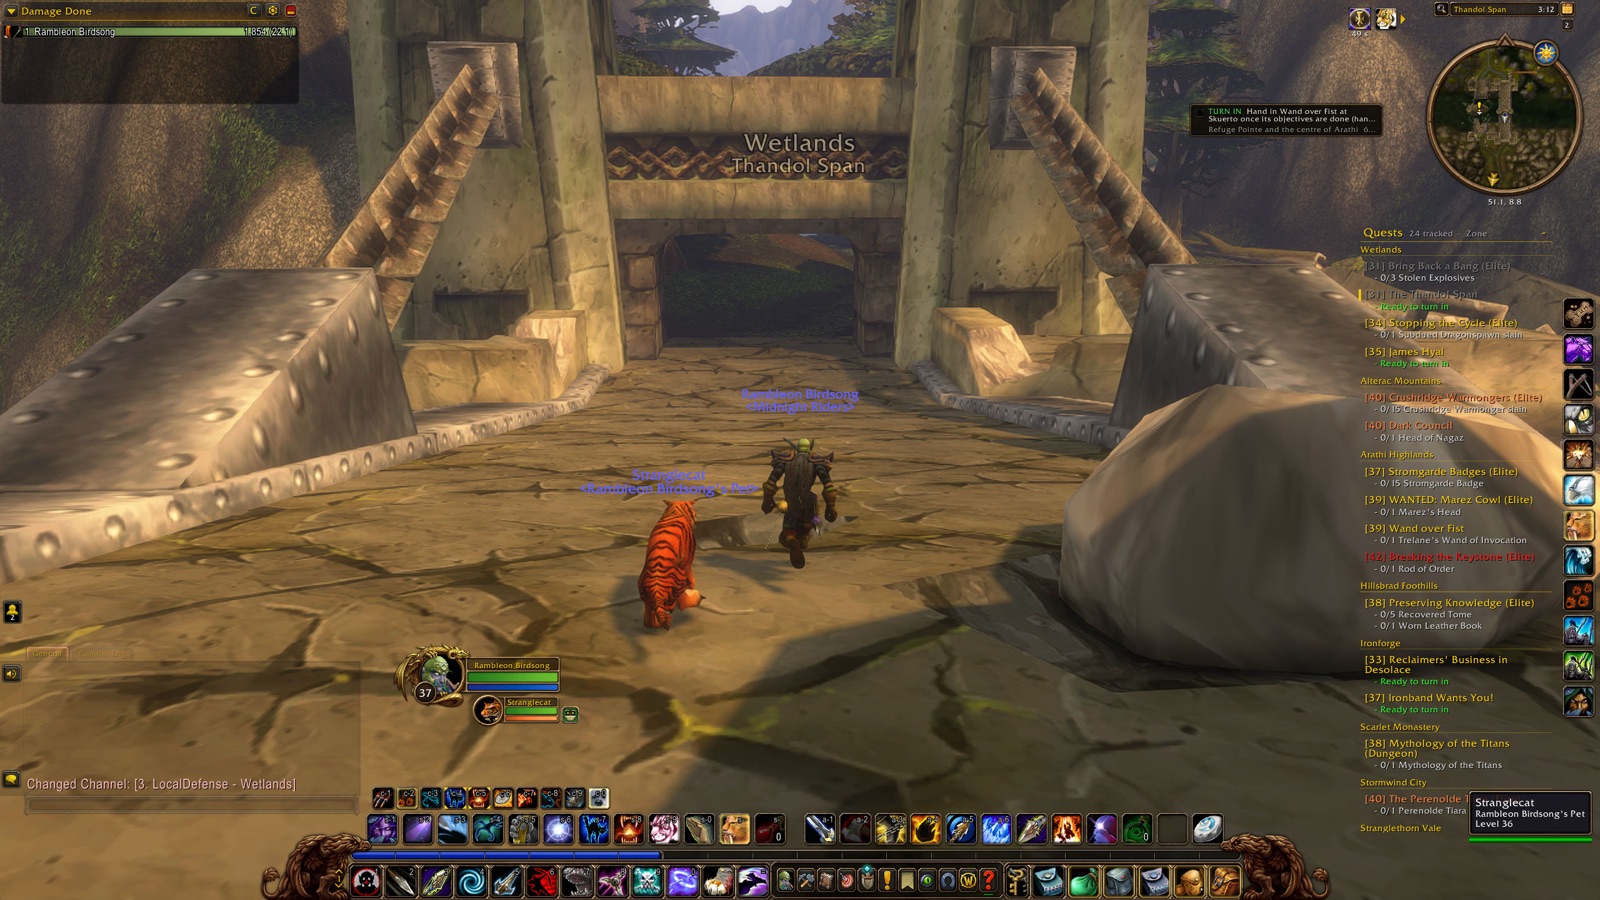 Damage Done
C
1. Rambleon Birdsong
1,854 (22.1)
49 s
Thandol Span
3:12
2
Wetlands
Thandol Span
TURN IN Hand in Wand over Fist at
Skuerto once its objectives are done (han...
Refuge Pointe and the centre of Arathi 6...
51.1, 8.8
Quests 24 tracked · Zone
-
Wetlands
[31] Bring Back a Bang (Elite)
- 0/3 Stolen Explosives
[31] The Thandol Span
- Ready to turn in
[34] Stopping the Cycle (Elite)
- 0/1 Subdued Dragonspawn slain
[35] James Hyal
- Ready to turn in
Alterac Mountains
[40] Crushridge Warmongers (Elite)
- 0/15 Crushridge Warmonger slain
[40] Dark Council
- 0/1 Head of Nagaz
Arathi Highlands
[37] Stromgarde Badges (Elite)
- 0/15 Stromgarde Badge
[39] WANTED: Marez Cowl (Elite)
- 0/1 Marez's Head
[39] Wand over Fist
- 0/1 Trelane's Wand of Invocation
[42] Breaking the Keystone (Elite)
- 0/1 Rod of Order
Hillsbrad Foothills
[38] Preserving Knowledge (Elite)
- 0/5 Recovered Tome
- 0/1 Worn Leather Book
Ironforge
[33] Reclaimers' Business in
Desolace
- Ready to turn in
[37] Ironband Wants You!
- Ready to turn in
Scarlet Monastery
[38] Mythology of the Titans
(Dungeon)
- 0/1 Mythology of the Titans
Stormwind City
[40] The Perenolde T
- 0/1 Perenolde Tiara
Stranglethorn Vale
Rambleon Birdsong
<Midnight Riders>
Stranglecat
<Rambleon Birdsong's Pet>
2
General
Rambleon Birdsong
37
Stranglecat
Changed Channel: [3. LocalDefense - Wetlands]
Stranglecat
Rambleon Birdsong's Pet
Level 36